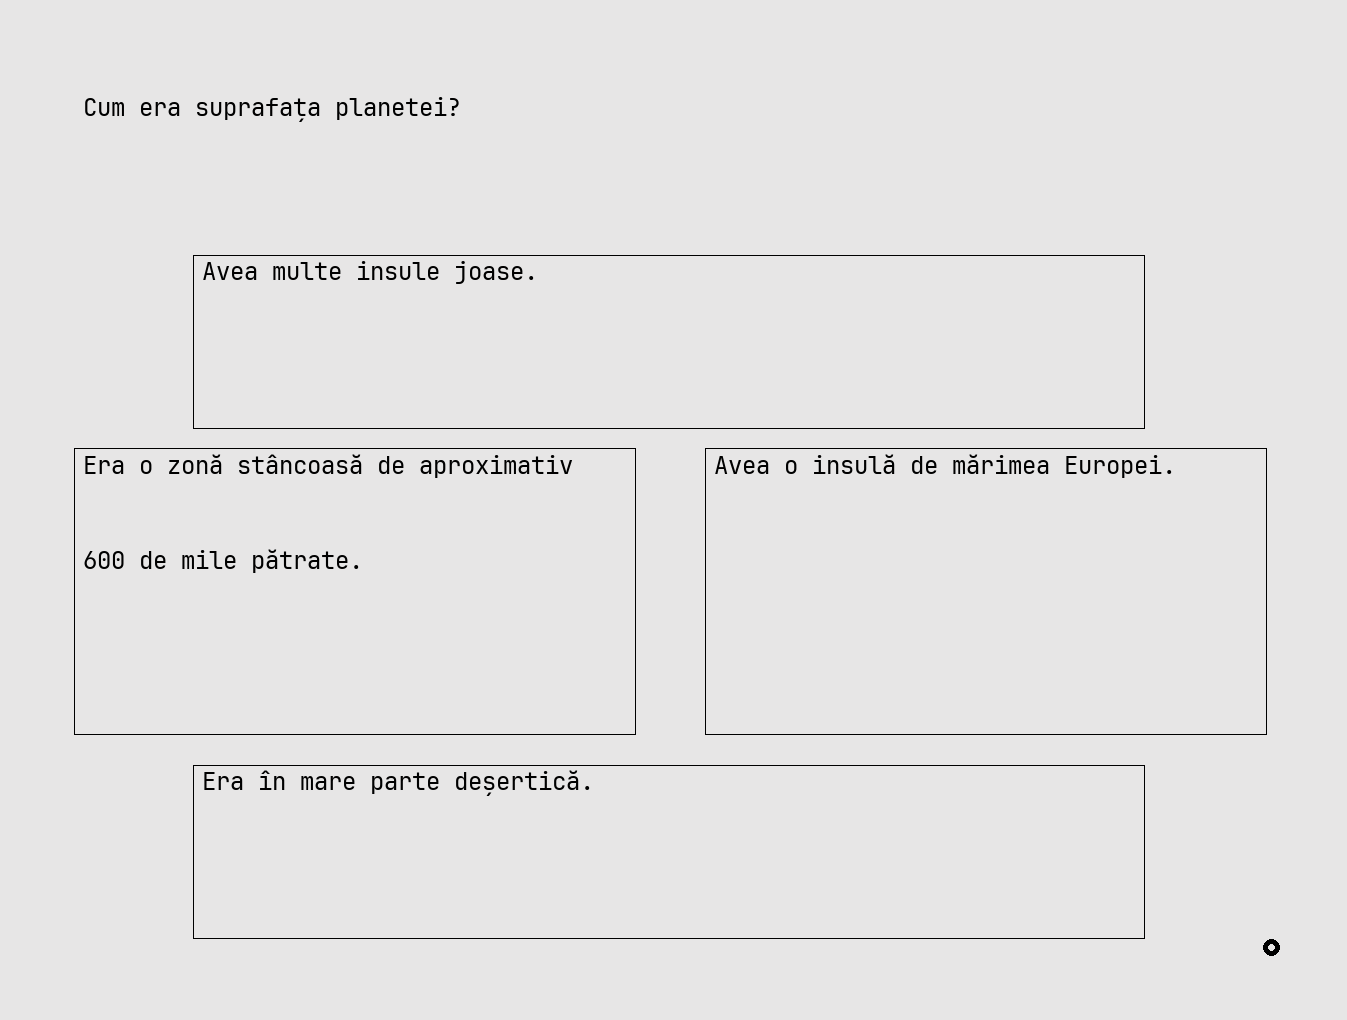 Cum era suprafața planetei?
Avea multe insule joase.
Era o zonă stâncoasă de aproximativ
600 de mile pătrate.
Avea o insulă de mărimea Europei.
Era în mare parte deșertică.